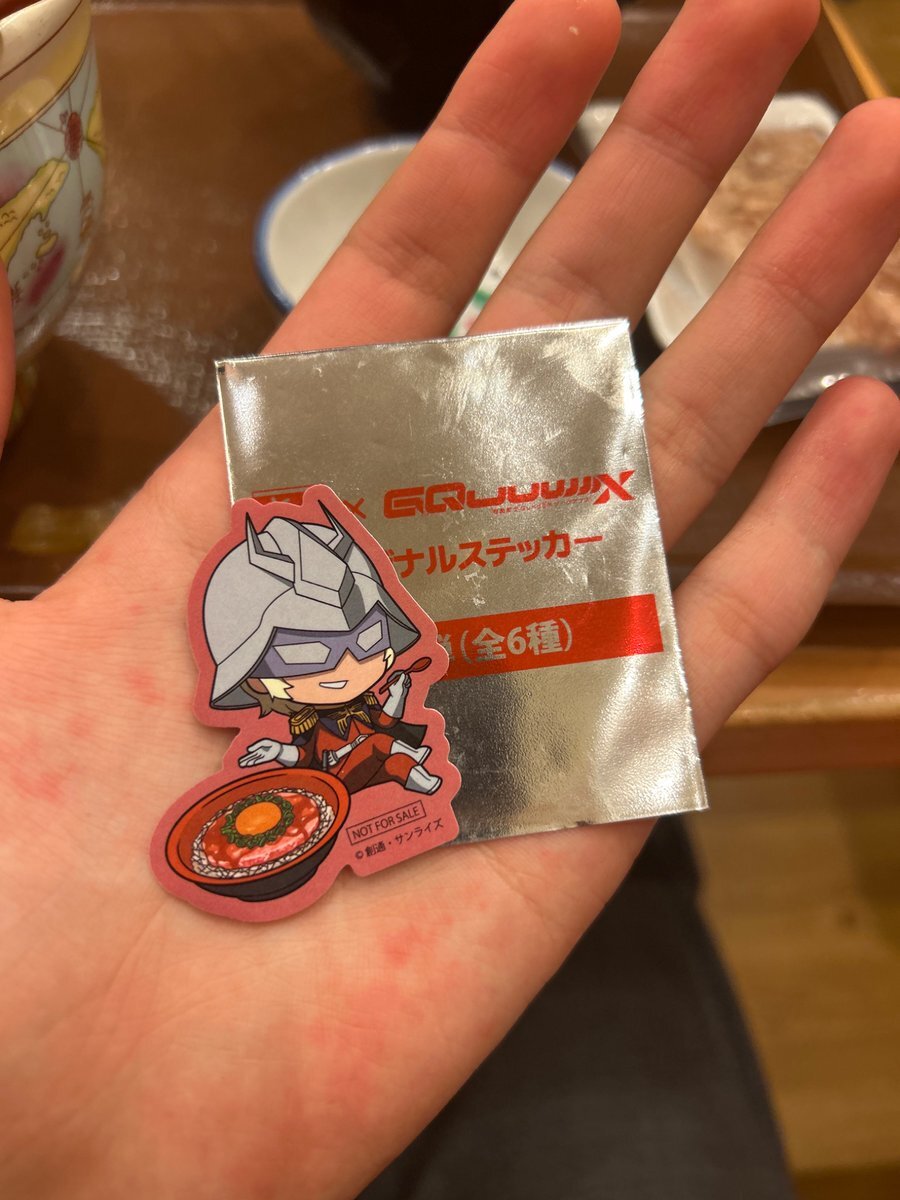 × GQuuuuuuX
ナルステッカー
弾(全6種)
NOT FOR SALE
© 創通・サンライズ